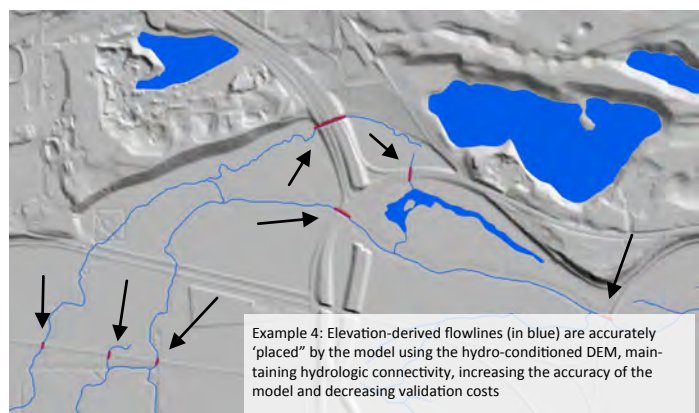 Example 4: Elevation-derived flowlines (in blue) are accurately
‘placed” by the model using the hydro-conditioned DEM, main-
taining hydrologic connectivity, increasing the accuracy of the
model and decreasing validation costs